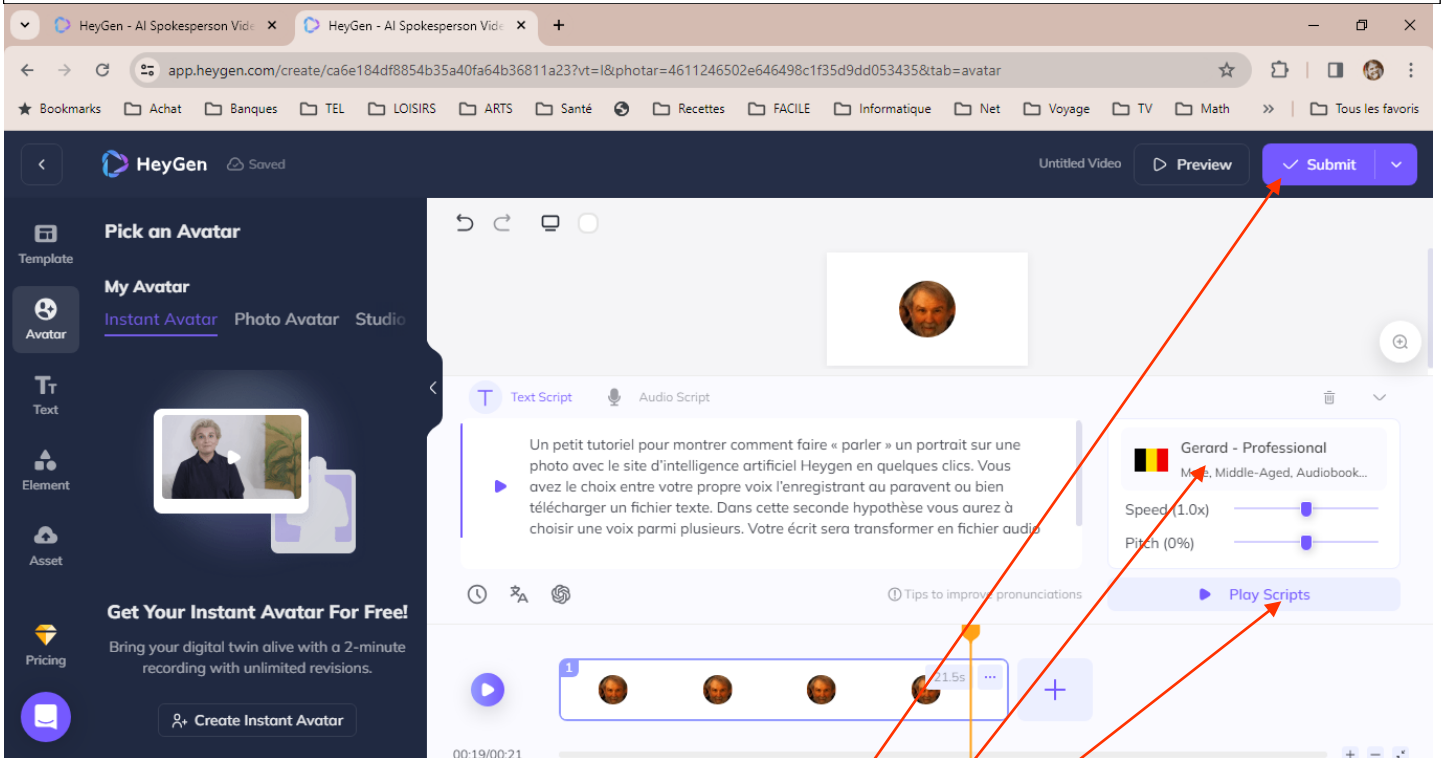 HeyGen - AI Spokesperson Vide
HeyGen - AI Spokesperson Vide
app.heygen.com/create/ca6e184df8854b35a40fa64b36811a23?vt=l&photar=4611246502e646498c1f35d9dd053435&tab=avatar
Bookmarks Achat Banques TEL LOISIRS ARTS Santé Recettes FACILE Informatique Net Voyage TV Math » Tous les favoris
HeyGen Saved Untitled Video Preview Submit
Template
Avatar
Text
Element
Asset
Pricing
Pick an Avatar
My Avatar
Instant Avatar Photo Avatar Studio
Get Your Instant Avatar For Free!
Bring your digital twin alive with a 2-minute
recording with unlimited revisions.
Create Instant Avatar
Text Script Audio Script
Un petit tutoriel pour montrer comment faire « parler » un portrait sur une
photo avec le site d’intelligence artificiel Heygen en quelques clics. Vous
avez le choix entre votre propre voix l’enregistrant au paravent ou bien
télécharger un fichier texte. Dans cette seconde hypothèse vous aurez à
choisir une voix parmi plusieurs. Votre écrit sera transformer en fichier audio
Gerard - Professional
Male, Middle-Aged, Audiobook...
Speed (1.0x)
Pitch (0%)
Tips to improve pronunciations
Play Scripts
1
21.5s ...
00:19/00:21